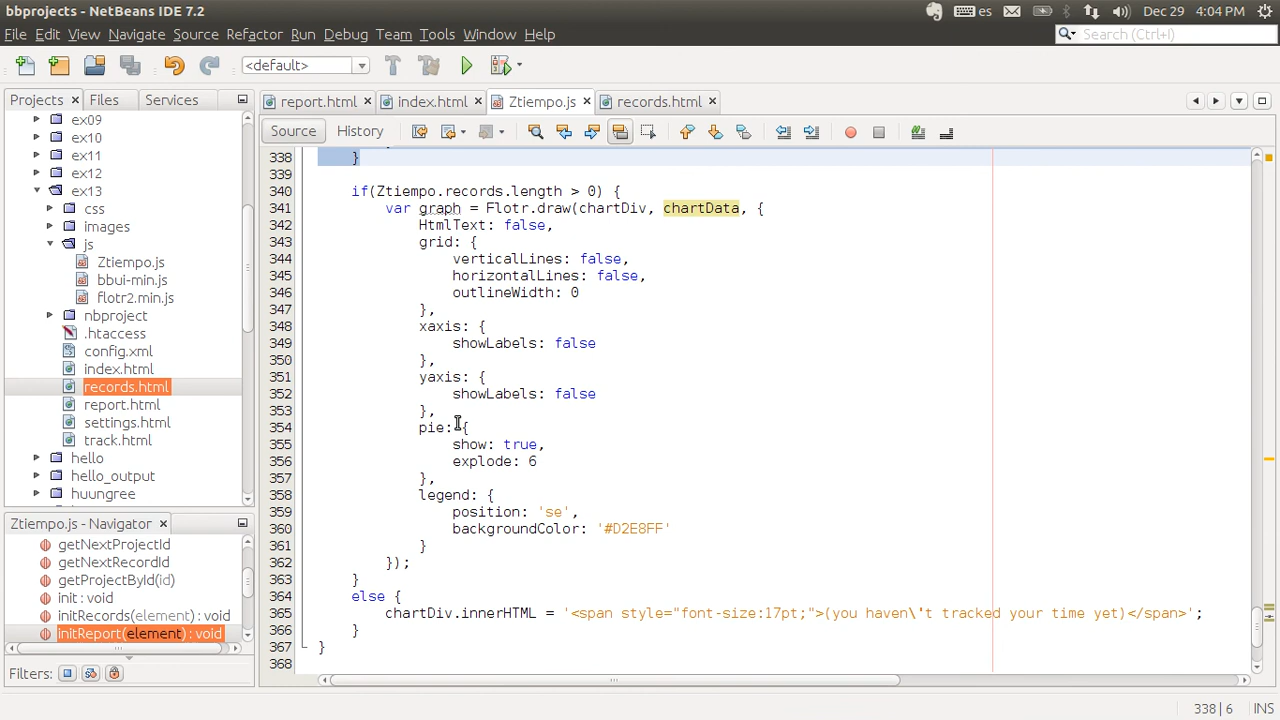 bbprojects - NetBeans IDE 7.2
es
Dec 29
4:04 PM
File Edit View Navigate Source Refactor Run Debug Team Tools Window Help
Search (Ctrl+I)
<default>
Projects
Files
Services
report.html
index.html
Ztiempo.js
records.html
Source
History
ex09
ex10
ex11
ex12
ex13
css
images
js
Ztiempo.js
bbui-min.js
flotr2.min.js
nbproject
.htaccess
config.xml
index.html
records.html
report.html
settings.html
track.html
hello
hello_output
huungree
Ztiempo.js - Navigator
getNextProjectId
getNextRecordId
getProjectById(id)
init : void
initRecords(element) : void
initReport(element) : void
Filters:
338 }
339
340 if(Ztiempo.records.length > 0) {
341 var graph = Flotr.draw(chartDiv, chartData, {
342 HtmlText: false,
343 grid: {
344 verticalLines: false,
345 horizontalLines: false,
346 outlineWidth: 0
347 },
348 xaxis: {
349 showLabels: false
350 },
351 yaxis: {
352 showLabels: false
353 },
354 pie: {
355 show: true,
356 explode: 6
357 },
358 legend: {
359 position: 'se',
360 backgroundColor: '#D2E8FF'
361 }
362 });
363 }
364 else {
365 chartDiv.innerHTML = '<span style="font-size:17pt;">(you haven\'t tracked your time yet)</span>';
366 }
367 }
368
338 | 6
INS